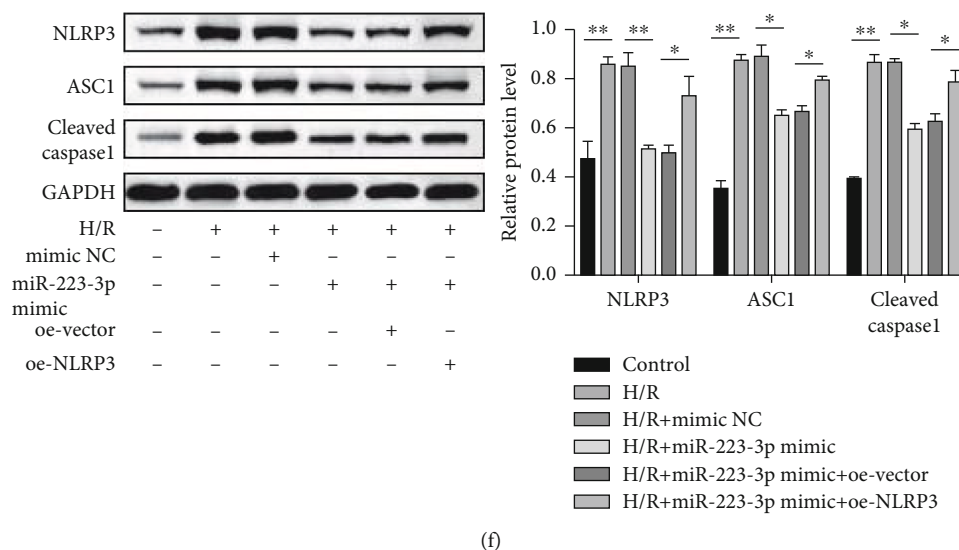 NLRP3
ASC1
Cleaved
caspase1
GAPDH
H/R – + + + + +
mimic NC – – + – – –
miR-223-3p – – – + + +
mimic
oe-vector – – – – + –
oe-NLRP3 – – – – – +
Relative protein level
1.0
0.8
0.6
0.4
0.2
0.0
** ** *
** * *
** * *
NLRP3 ASC1 Cleaved
caspase1
Control
H/R
H/R+mimic NC
H/R+miR-223-3p mimic
H/R+miR-223-3p mimic+oe-vector
H/R+miR-223-3p mimic+oe-NLRP3
(f)